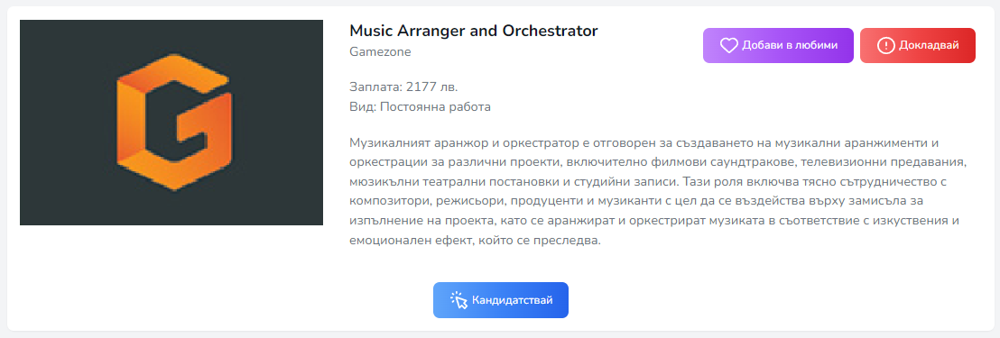 Music Arranger and Orchestrator
Gamezone
Добави в любими
Докладвай
Заплата: 2177 лв.
Вид: Постоянна работа
Музикалният аранжор и оркестратор е отговорен за създаването на музикални аранжименти и
оркестрации за различни проекти, включително филмови саундтракове, телевизионни предавания,
мюзикълни театрални постановки и студийни записи. Тази роля включва тясно сътрудничество с
композитори, режисьори, продуценти и музиканти с цел да се въздейства върху замисъла за
изпълнение на проекта, като се аранжират и оркестрират музиката в съответствие с изкуствения и
емоционален ефект, който се преследва.
Кандидатствай